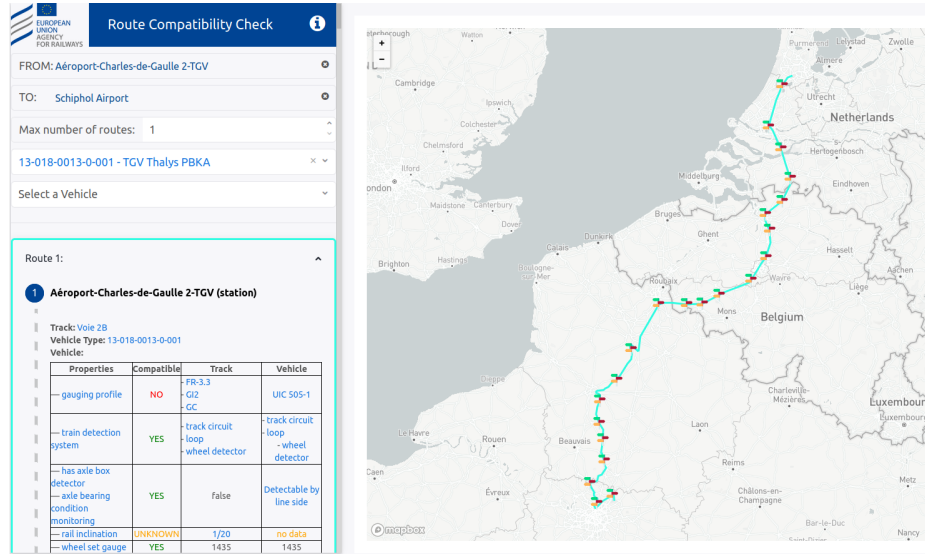 EUROPEAN
UNION
AGENCY
FOR RAILWAYS
Route Compatibility Check
FROM: Aéroport-Charles-de-Gaulle 2-TGV
TO: Schiphol Airport
Max number of routes: 1
13-018-0013-0-001 - TGV Thalys PBKA
Select a Vehicle
Route 1:
1 Aéroport-Charles-de-Gaulle 2-TGV (station)
Track: Voie 2B
Vehicle Type: 13-018-0013-0-001
Vehicle:
Properties Compatible Track Vehicle
— gauging profile NO - FR-3.3 - GI2 - GC UIC 505-1
— train detection system YES - track circuit - loop - wheel detector - track circuit - loop - wheel detector
— has axle box detector — axle bearing condition monitoring YES false Detectable by line side
— rail inclination UNKNOWN 1/20 no data
— wheel set gauge YES 1435 1435
+
−
Watton
Purmerend
Lelystad
Zwolle
Almere
Cambridge
Utrecht
Ipswich
Netherlands
Colchester
Chelmsford
Hertogenbosch
Ilford
Middelburg
Eindhoven
ondon
Maidstone
Canterbury
Bruges
Dover
Ghent
Dunkirk
Calais
Hasselt
Brighton
Hastings
Boulogne-
sur-Mer
Aachen
Roubaix
Wavre
Liège
Mons
Belgium
Dieppe
Charleville-
Mézières
Luxembour
Luxembourg
Le Havre
Rouen
Beauvais
Laon
Reims
Caen
Metz
Évreux
Châlons-en-
Champagne
Bar-le-Duc
Nancy
Saint-Dizier
mapbox